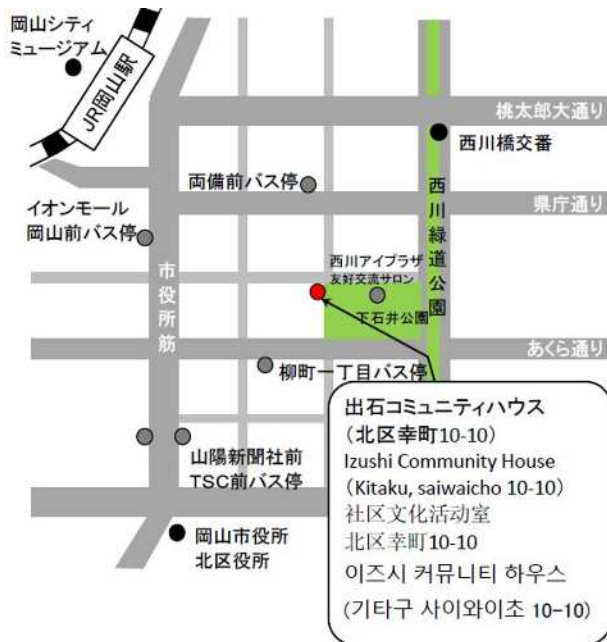 岡山シティ
ミュージアム
JR岡山駅
桃太郎大通り
西川橋交番
両備前バス停
県庁通り
イオンモール
岡山前バス停
西川緑道公園
市役所筋
西川アイプラザ
友好交流サロン
下石井公園
あくら通り
柳町一丁目バス停
山陽新聞社前
TSC前バス停
岡山市役所
北区役所
出石コミュニティハウス
(北区幸町10-10)
Izushi Community House
(Kitaku, saiwaicho 10-10)
社区文化活动室
北区幸町10-10
이즈시 커뮤니티 하우스
(기타구 사이와이초 10-10)